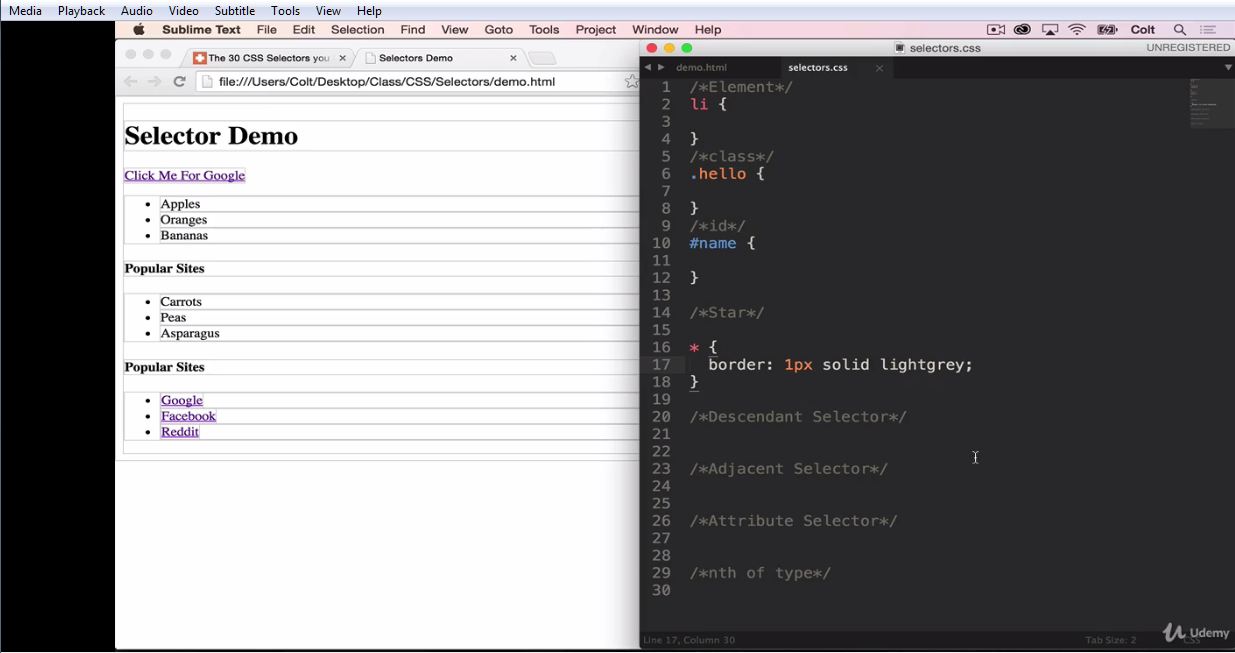 Media Playback Audio Video Subtitle Tools View Help
Sublime Text File Edit Selection Find View Goto Tools Project Window Help Colt
The 30 CSS Selectors you Selectors Demo
file:///Users/Colt/Desktop/Class/CSS/Selectors/demo.html
Selector Demo
Click Me For Google
Apples
Oranges
Bananas
Popular Sites
Carrots
Peas
Asparagus
Popular Sites
Google
Facebook
Reddit
selectors.css UNREGISTERED
demo.html selectors.css
1 /*Element*/
2 li {
3
4 }
5 /*class*/
6 .hello {
7
8 }
9 /*id*/
10 #name {
11
12 }
13
14 /*Star*/
15
16 * {
17 border: 1px solid lightgrey;
18 }
19
20 /*Descendant Selector*/
21
22
23 /*Adjacent Selector*/
24
25
26 /*Attribute Selector*/
27
28
29 /*nth of type*/
30
Line 17, Column 30 Tab Size: 2 CSS
Udemy